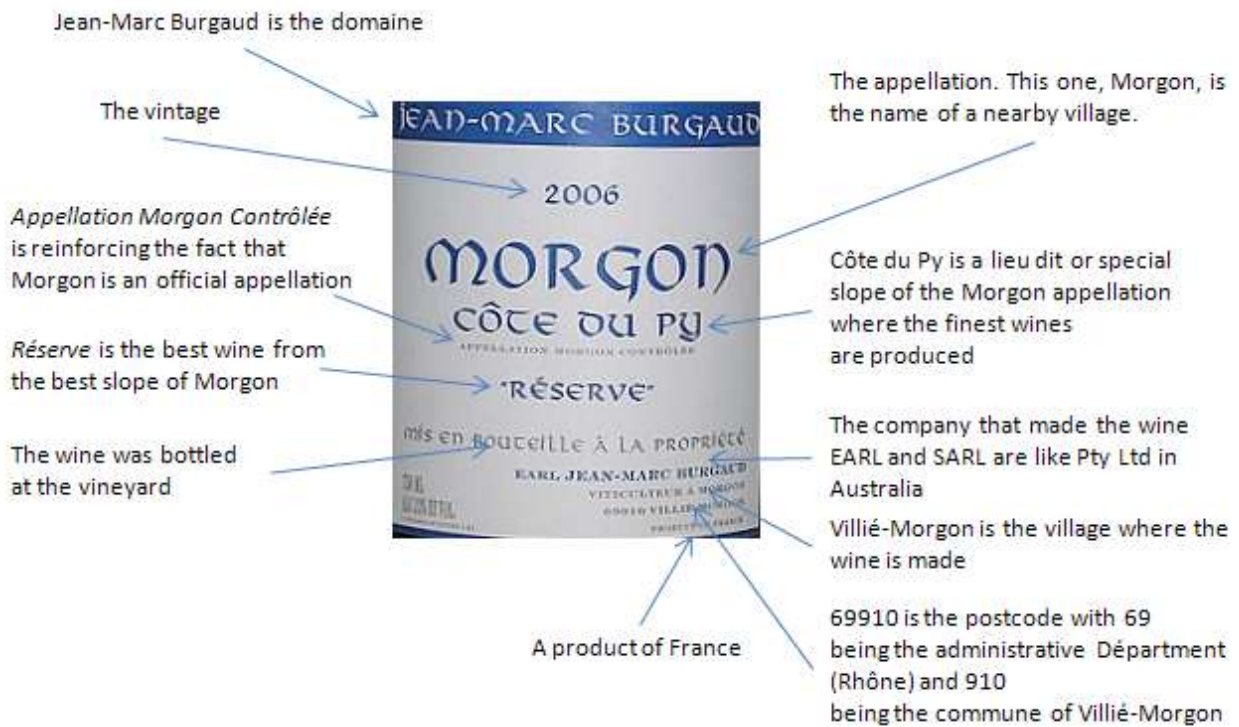 Jean-Marc Burgaud is the domaine
The vintage
Appellation Morgon Contrôlée
is reinforcing the fact that
Morgon is an official appellation
Réserve is the best wine from
the best slope of Morgon
The wine was bottled
at the vineyard
JEAN-MARC BURGAUD
2006
MORGON
CÔTE DU PY
APPELLATION MORGON CONTRÔLÉE
"RÉSERVE"
MIS EN BOUTEILLE À LA PROPRIÉTÉ
EARL JEAN-MARC BURGAUD
VITICULTEUR À MORGON
69910 VILLIÉ-MORGON
The appellation. This one, Morgon, is
the name of a nearby village.
Côte du Py is a lieu dit or special
slope of the Morgon appellation
where the finest wines
are produced
The company that made the wine
EARL and SARL are like Pty Ltd in
Australia
Villié-Morgon is the village where the
wine is made
69910 is the postcode with 69
being the administrative Départment
(Rhône) and 910
being the commune of Villié-Morgon
A product of France